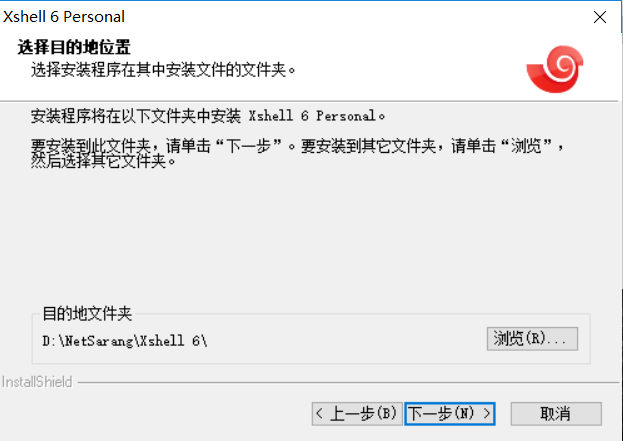 Xshell 6 Personal
选择目的地位置
选择安装程序在其中安装文件的文件夹。
安装程序将在以下文件夹中安装 Xshell 6 Personal。
要安装到此文件夹，请单击“下一步”。要安装到其它文件夹，请单击“浏览”，
然后选择其它文件夹。
目的地文件夹
D:\NetSarang\Xshell 6\
浏览(R)...
InstallShield
< 上一步(B)
下一步(N) >
取消